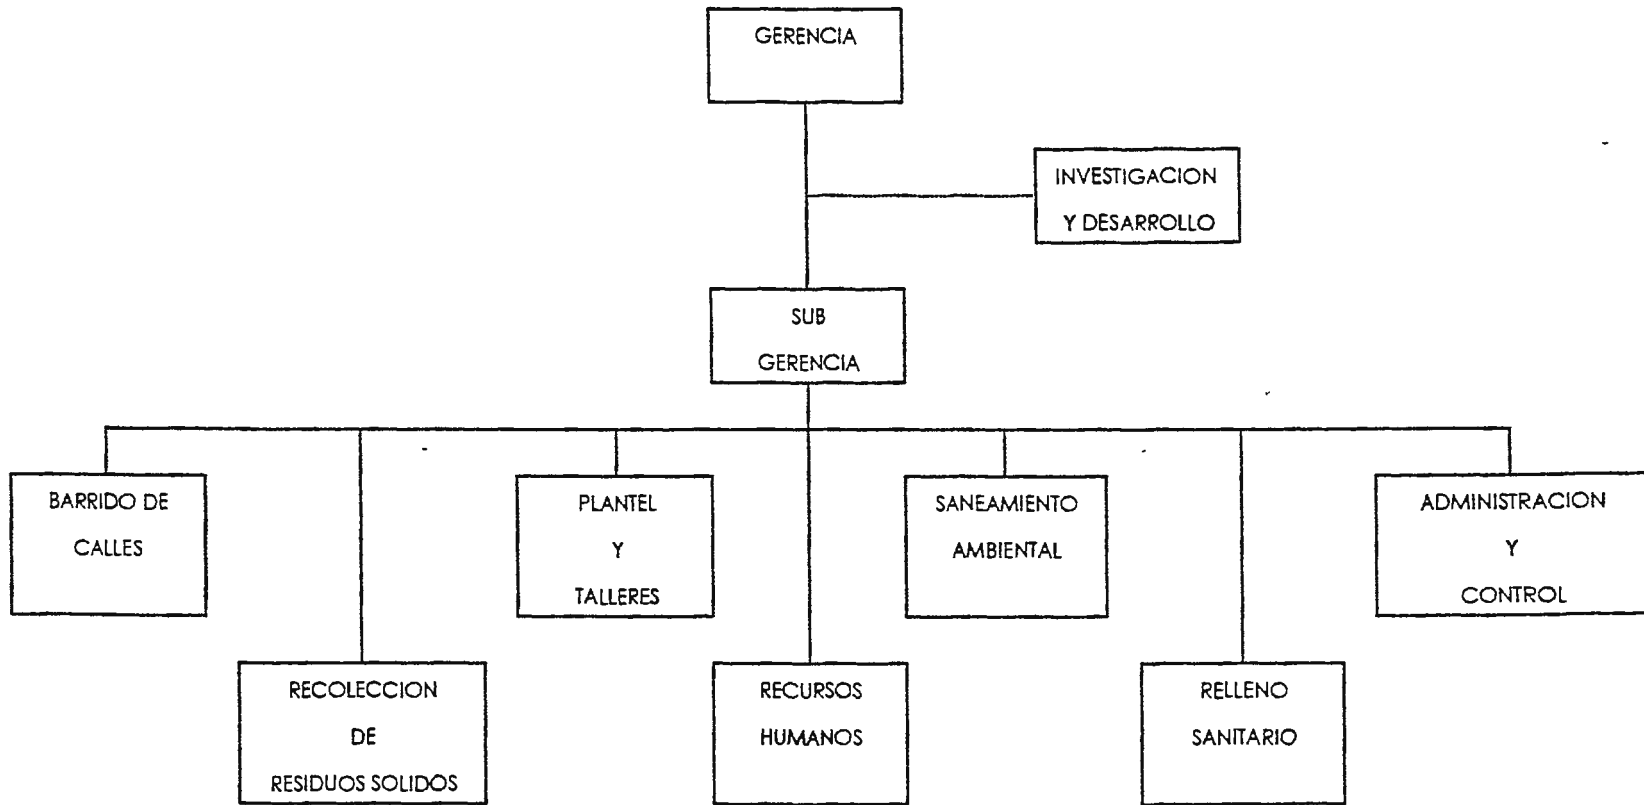 GERENCIA
INVESTIGACION
Y DESARROLLO
SUB
GERENCIA
BARRIDO DE
CALLES
PLANTEL
Y
TALLERES
SANEAMIENTO
AMBIENTAL
ADMINISTRACION
Y
CONTROL
RECOLECCION
DE
RESIDUOS SOLIDOS
RECURSOS
HUMANOS
RELLENO
SANITARIO